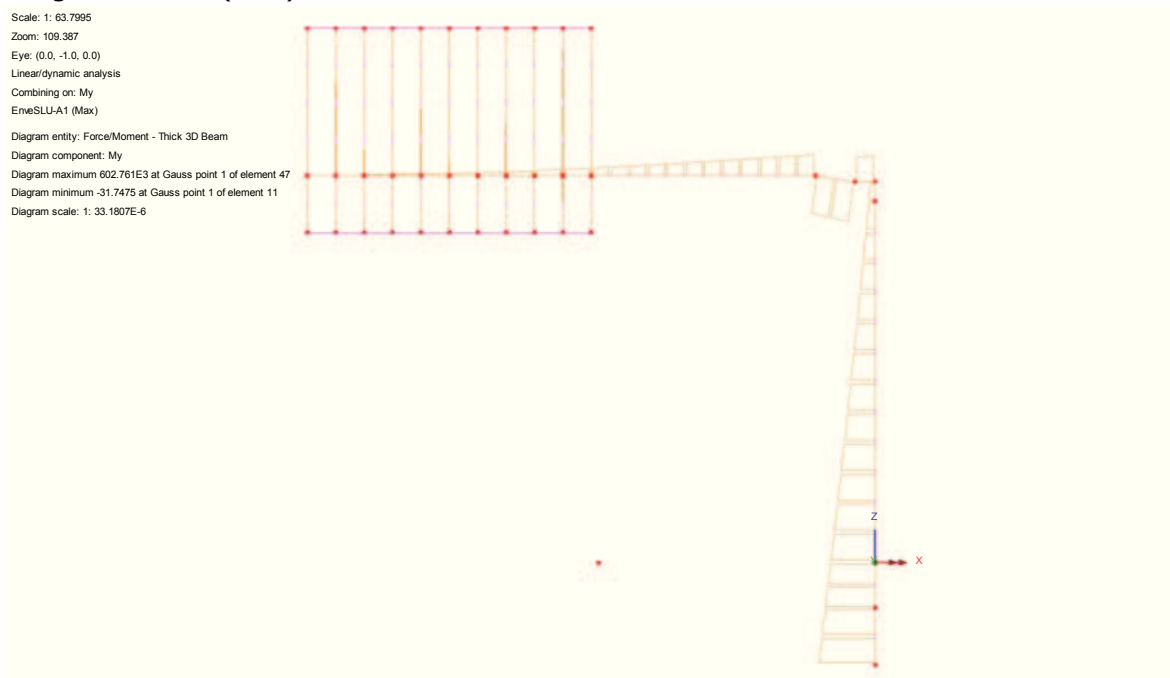 Scale: 1: 63.7995
Zoom: 109.387
Eye: (0.0, -1.0, 0.0)
Linear/dynamic analysis
Combining on: My
EnveSLU-A1 (Max)
Diagram entity: Force/Moment - Thick 3D Beam
Diagram component: My
Diagram maximum 602.761E3 at Gauss point 1 of element 47
Diagram minimum -31.7475 at Gauss point 1 of element 11
Diagram scale: 1: 33.1807E-6
Z
X